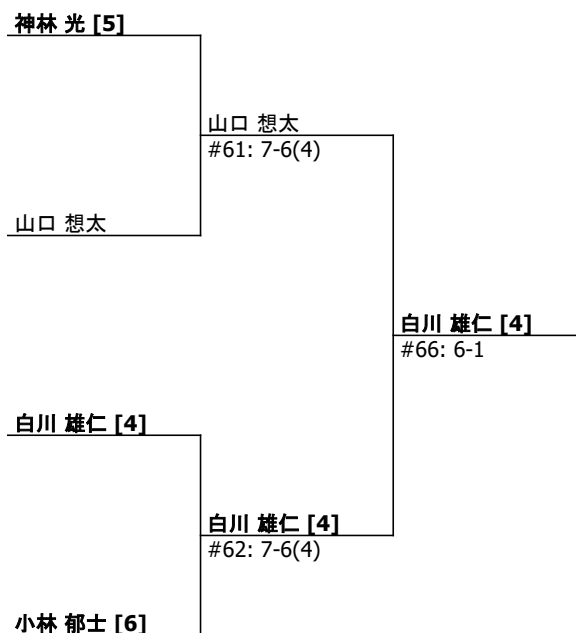 神林 光 [5]
山口 想太
#61: 7-6(4)
山口 想太
白川 雄仁 [4]
#66: 6-1
白川 雄仁 [4]
白川 雄仁 [4]
#62: 7-6(4)
小林 郁士 [6]